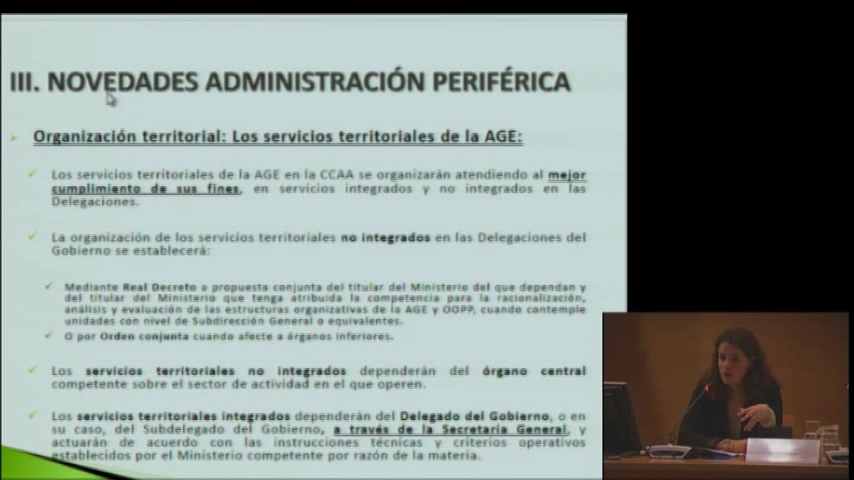 III. NOVEDADES ADMINISTRACIÓN PERIFÉRICA
Organización territorial: Los servicios territoriales de la AGE:
Los servicios territoriales de la AGE en la CCAA se organizarán atendiendo al mejor
cumplimiento de sus fines, en servicios integrados y no integrados en las
Delegaciones.
La organización de los servicios territoriales no integrados en las Delegaciones del
Gobierno se establecerá:
Mediante Real Decreto a propuesta conjunta del titular del Ministerio del que dependan y
del titular del Ministerio que tenga atribuida la competencia para la racionalización,
análisis y evaluación de las estructuras organizativas de la AGE y OOPP, cuando contemple
unidades con nivel de Subdirección General o equivalentes.
O por Orden conjunta cuando afecte a órganos inferiores.
Los servicios territoriales no integrados dependerán del órgano central
competente sobre el sector de actividad en el que operen.
Los servicios territoriales integrados dependerán del Delegado del Gobierno, o en
su caso, del Subdelegado del Gobierno, a través de la Secretaría General, y
actuarán de acuerdo con las instrucciones técnicas y criterios operativos
establecidos por el Ministerio competente por razón de la materia.